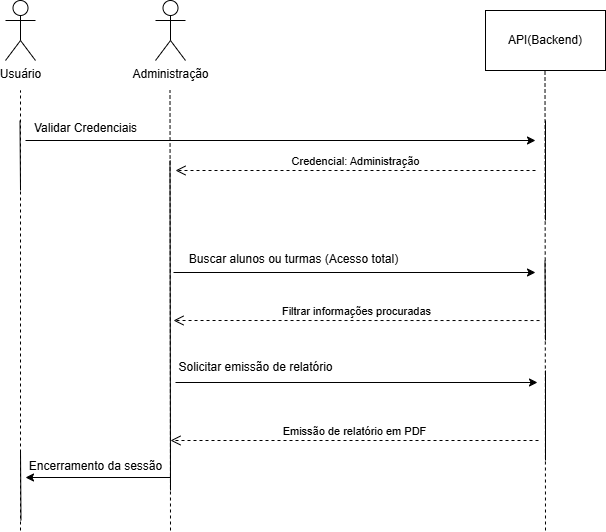 API(Backend)
Usuário
Administração
Validar Credenciais
Credencial: Administração
Buscar alunos ou turmas (Acesso total)
Filtrar informações procuradas
Solicitar emissão de relatório
Emissão de relatório em PDF
Encerramento da sessão